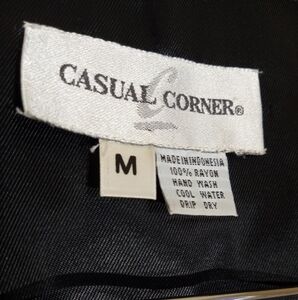 CASUAL CORNER®
M
MADE IN INDONESIA
100% RAYON
HAND WASH
COOL WATER
DRIP DRY